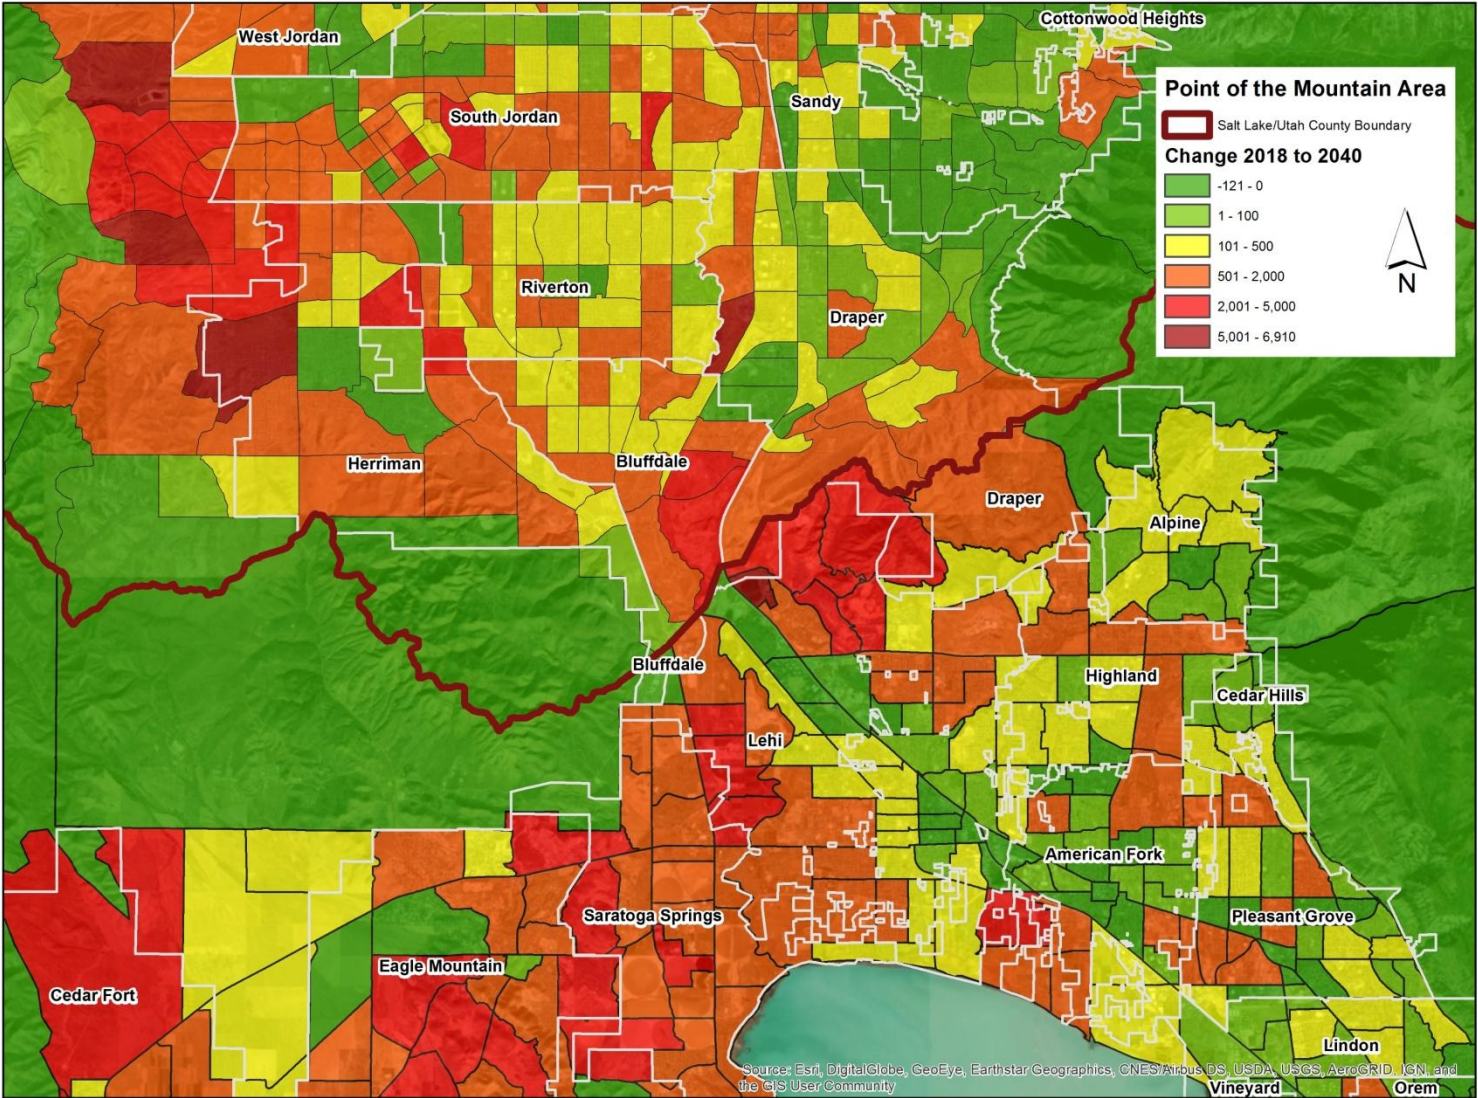 Cottonwood Heights
West Jordan
Point of the Mountain Area
Salt Lake/Utah County Boundary
Change 2018 to 2040
-121 - 0
1 - 100
101 - 500
501 - 2,000
2,001 - 5,000
5,001 - 6,910
N
Sandy
South Jordan
Riverton
Draper
Herriman
Bluffdale
Draper
Alpine
Bluffdale
Highland
Cedar Hills
Lehi
American Fork
Saratoga Springs
Pleasant Grove
Eagle Mountain
Cedar Fort
Lindon
Source: Esri, DigitalGlobe, GeoEye, Earthstar Geographics, CNES/Airbus DS, USDA, USGS, AeroGRID, IGN, and
the GIS User Community
Vineyard
Orem